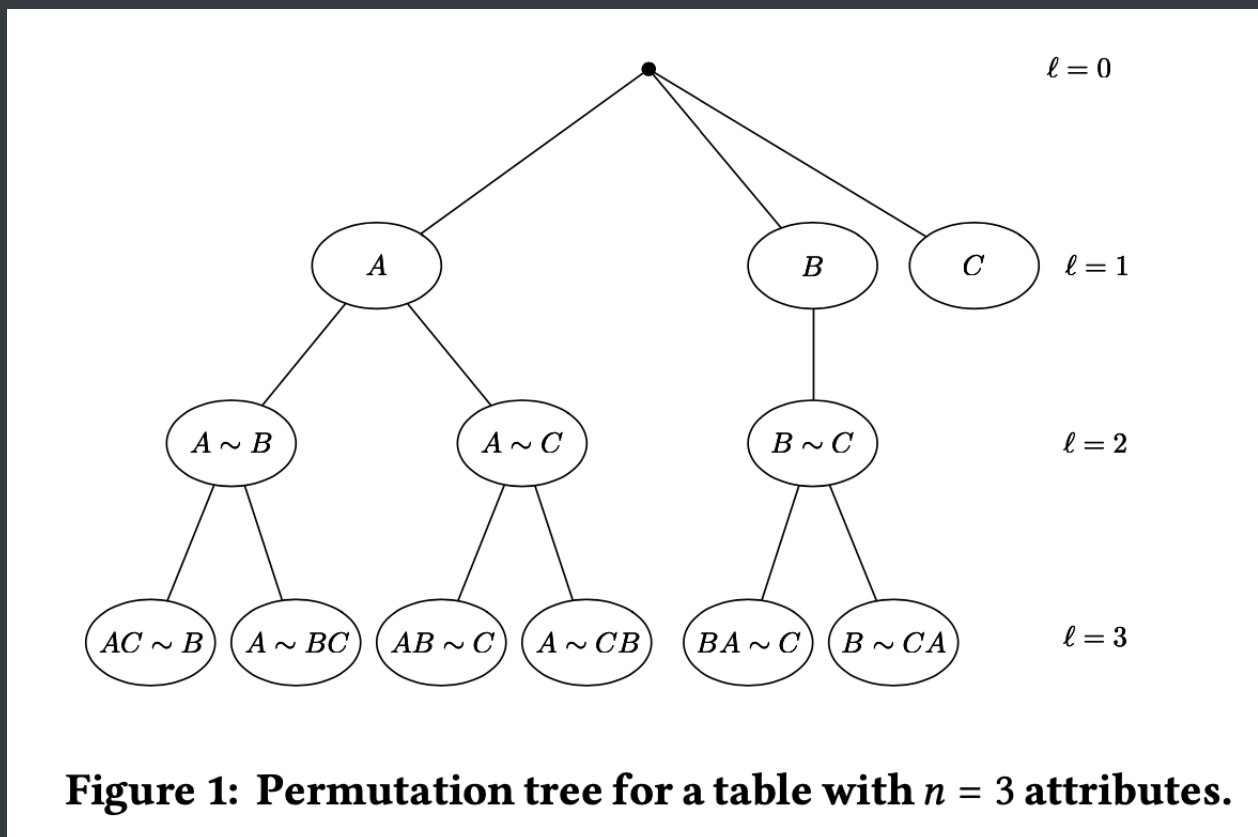 ℓ = 0
A B C ℓ = 1
A ~ B A ~ C B ~ C ℓ = 2
AC ~ B A ~ BC AB ~ C A ~ CB BA ~ C B ~ CA ℓ = 3
Figure 1: Permutation tree for a table with n = 3 attributes.